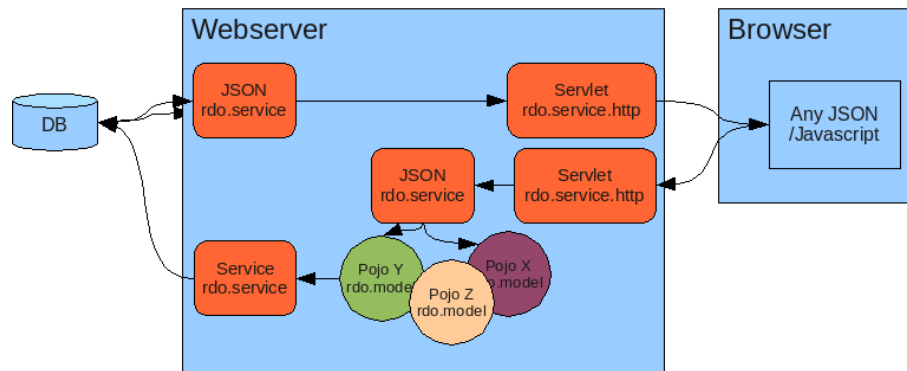 Webserver
Browser
JSON
rdo.service
Servlet
rdo.service.http
Any JSON
/Javascript
DB
JSON
rdo.service
Servlet
rdo.service.http
Service
rdo.service
Pojo Y
rdo.model
Pojo Z
rdo.model
Pojo X
o.model